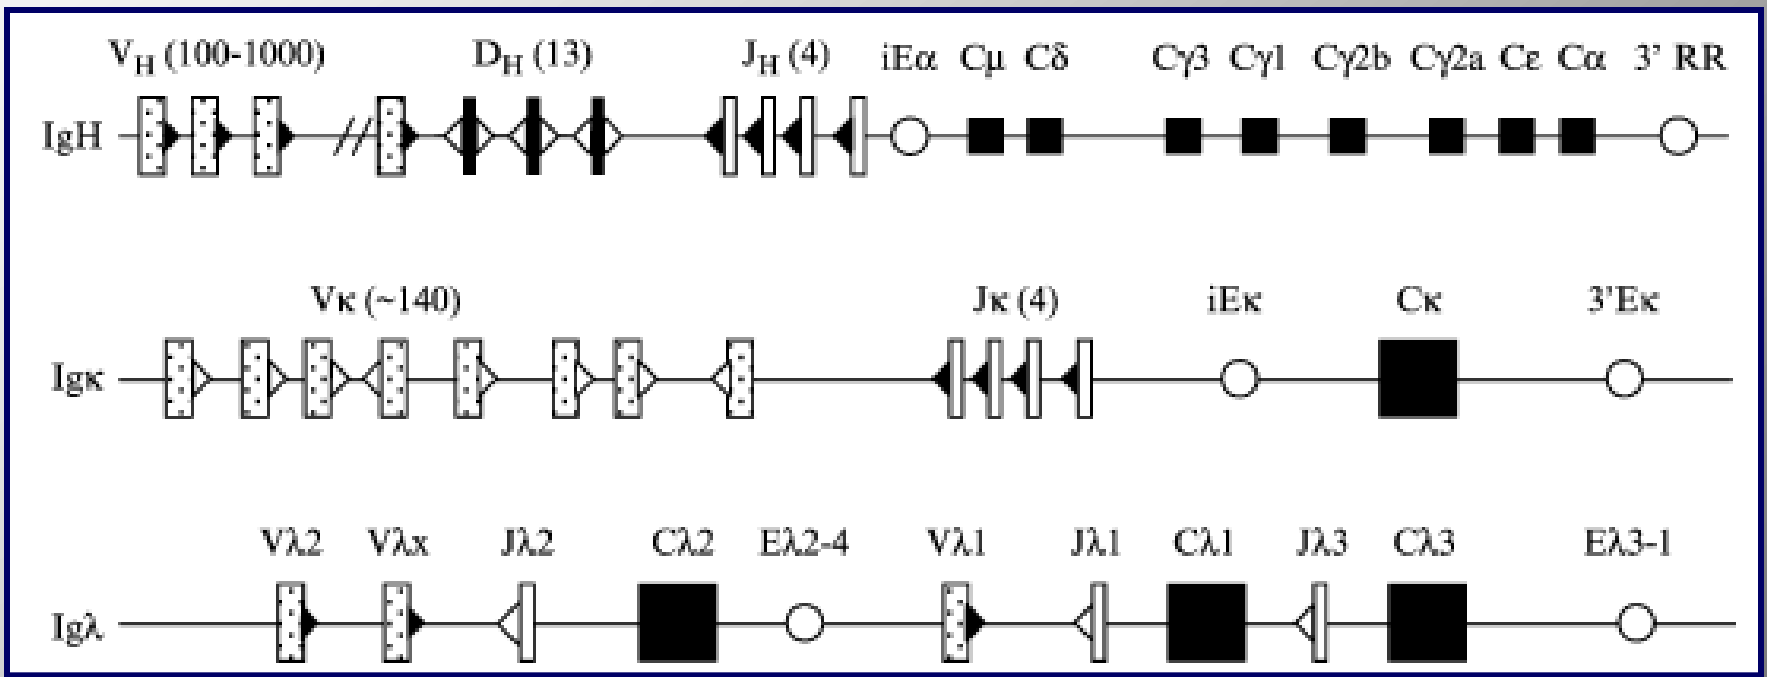 V_H (100-1000) D_H (13) J_H (4) iEα Cμ Cδ Cγ3 Cγ1 Cγ2b Cγ2a Cε Cα 3' RR
IgH //
Vκ (~140) Jκ (4) iEκ Cκ 3'Eκ
Igκ
Vλ2 Vλx Jλ2 Cλ2 Eλ2-4 Vλ1 Jλ1 Cλ1 Jλ3 Cλ3 Eλ3-1
Igλ